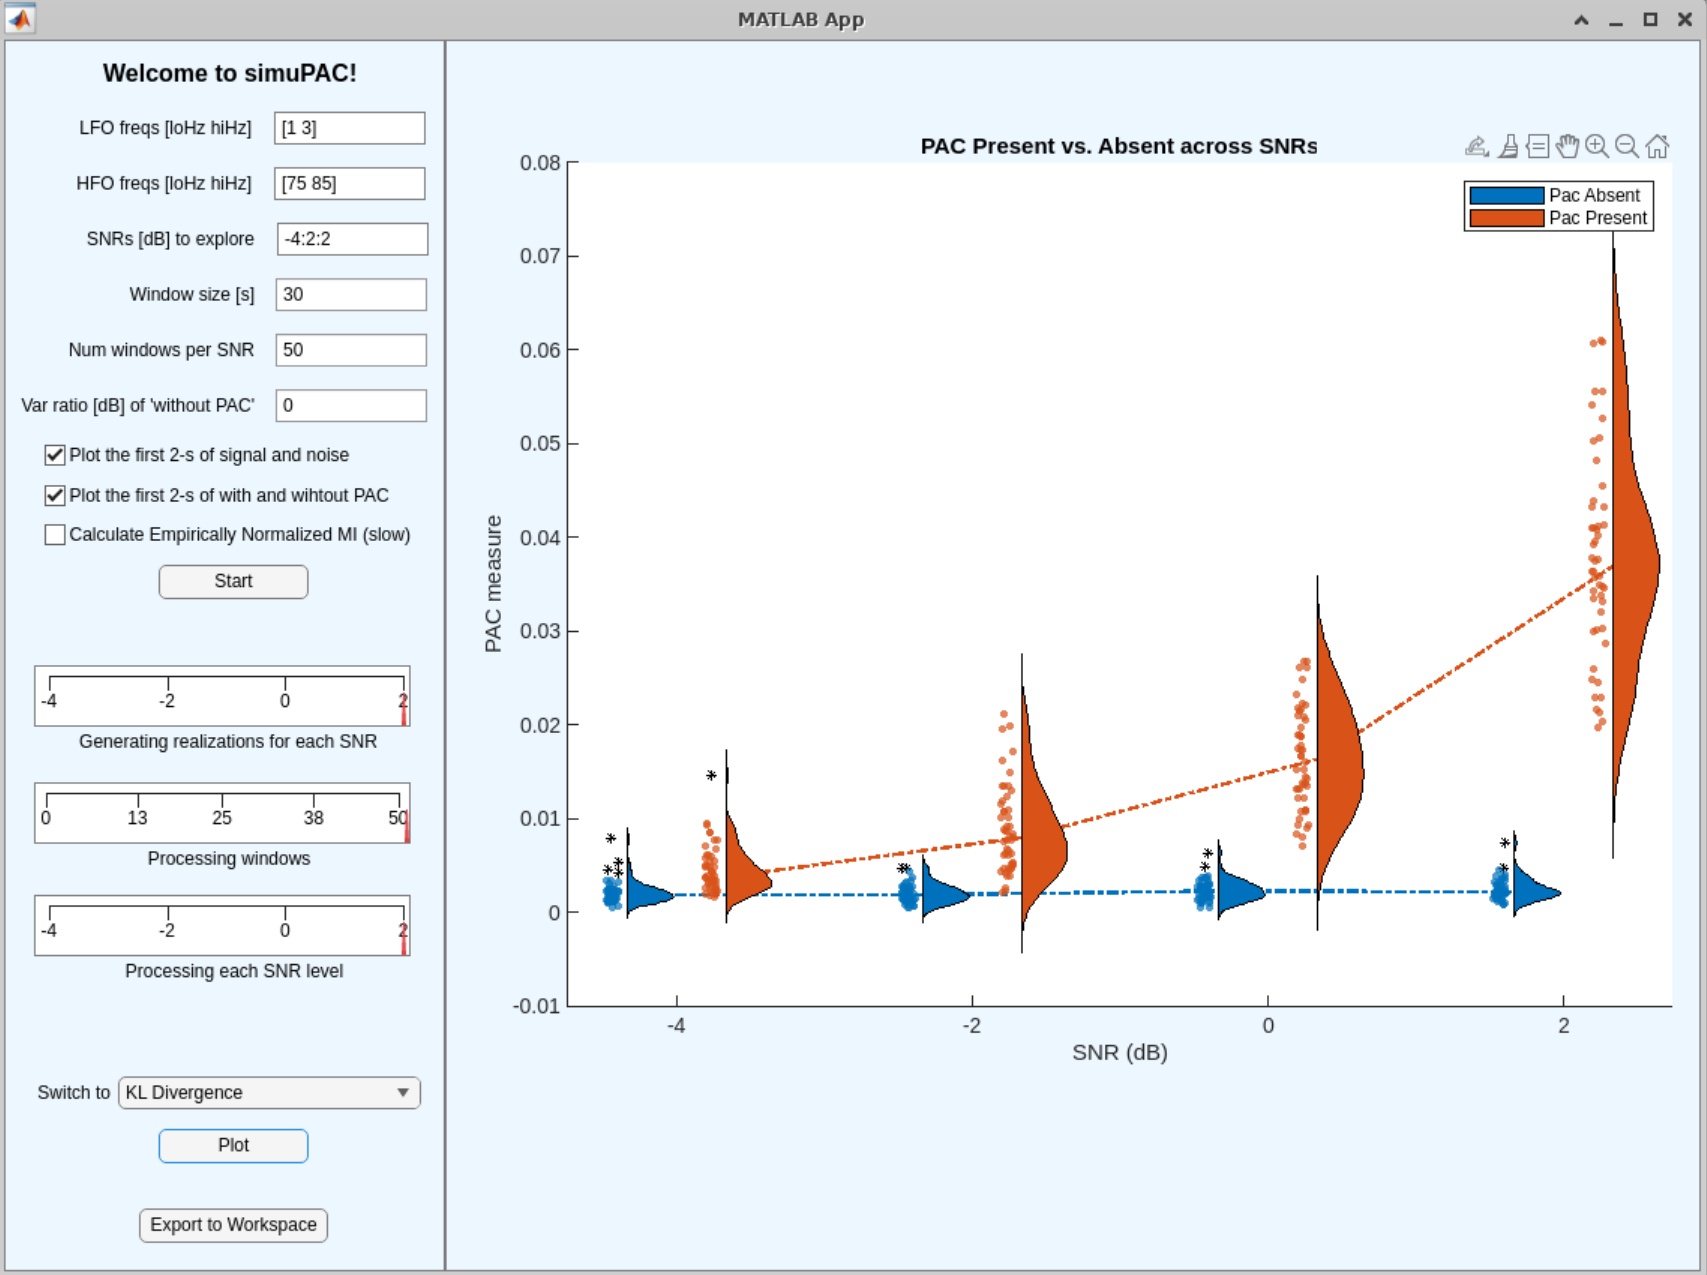 MATLAB App
Welcome to simuPAC!
LFO freqs [loHz hiHz] [1 3]
HFO freqs [loHz hiHz] [75 85]
SNRs [dB] to explore -4:2:2
Window size [s] 30
Num windows per SNR 50
Var ratio [dB] of 'without PAC' 0
Plot the first 2-s of signal and noise
Plot the first 2-s of with and wihtout PAC
Calculate Empirically Normalized MI (slow)
Start
-4 -2 0 2
Generating realizations for each SNR
0 13 25 38 50
Processing windows
-4 -2 0 2
Processing each SNR level
Switch to KL Divergence
Plot
Export to Workspace
PAC Present vs. Absent across SNRs
Pac Absent
Pac Present
PAC measure
0.08
0.07
0.06
0.05
0.04
0.03
0.02
0.01
0
-0.01
-4 -2 0 2
SNR (dB)